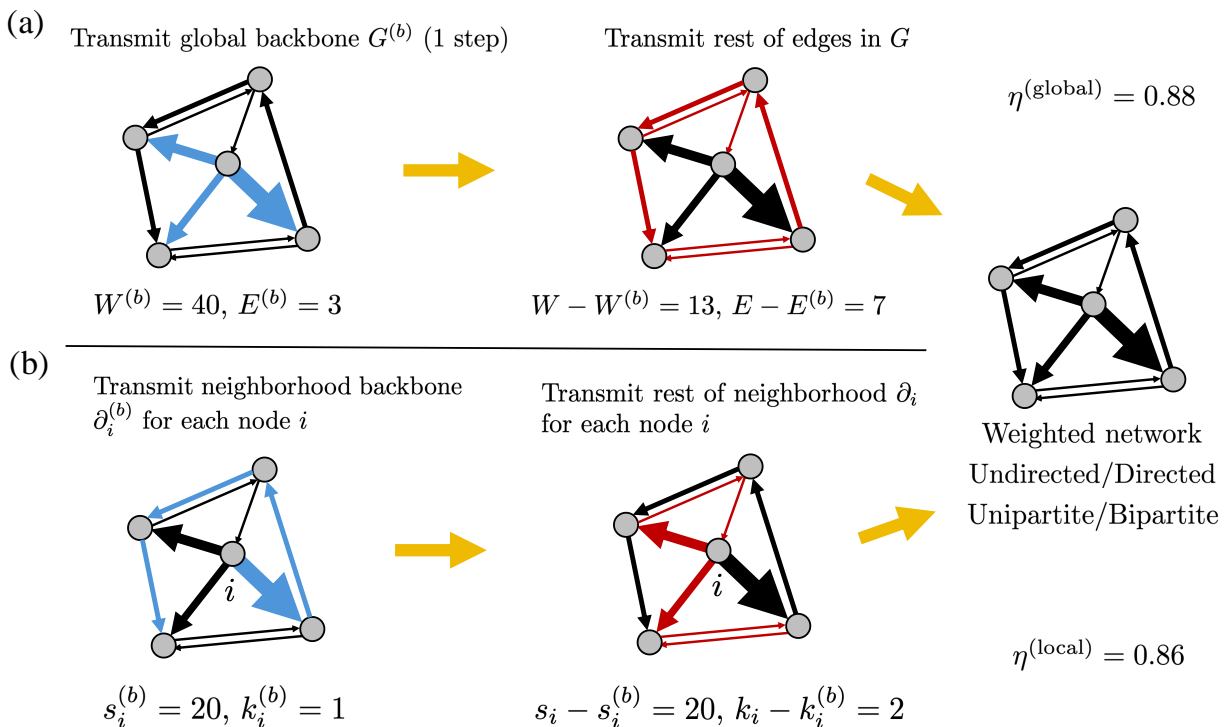 (a)
Transmit global backbone G^{(b)} (1 step)
Transmit rest of edges in G
η^{(global)} = 0.88
W^{(b)} = 40, E^{(b)} = 3
W − W^{(b)} = 13, E − E^{(b)} = 7
(b)
Transmit neighborhood backbone
∂_i^{(b)} for each node i
Transmit rest of neighborhood ∂_i
for each node i
Weighted network
Undirected/Directed
Unipartite/Bipartite
i
i
η^{(local)} = 0.86
s_i^{(b)} = 20, k_i^{(b)} = 1
s_i − s_i^{(b)} = 20, k_i − k_i^{(b)} = 2